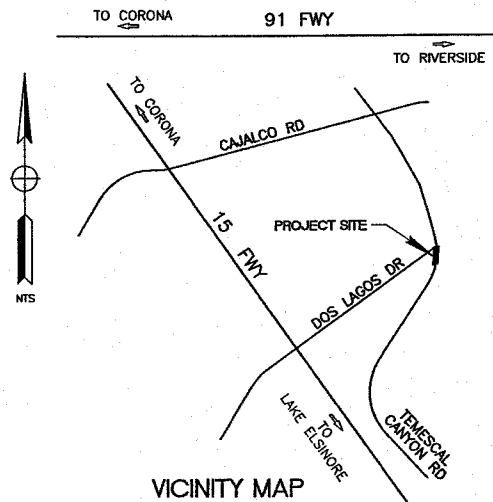 TO CORONA
91 FWY
TO RIVERSIDE
TO CORONA
CAJALCO RD
15 FWY
PROJECT SITE
DOS LAGOS DR
NTS
TO
LAKE ELSINORE
TEMESCAL
CANYON RD
VICINITY MAP